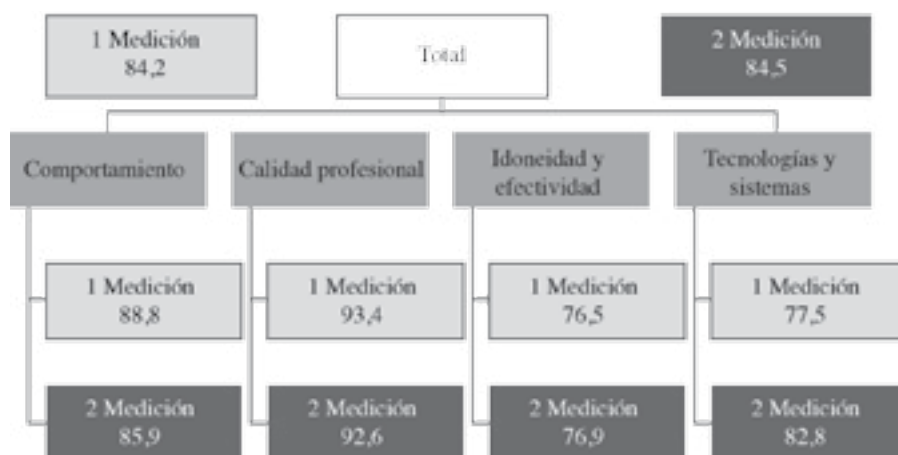 1 Medición
84,2
Total
2 Medición
84,5
Comportamiento
Calidad profesional
Idoneidad y
efectividad
Tecnologías y
sistemas
1 Medición
88,8
1 Medición
93,4
1 Medición
76,5
1 Medición
77,5
2 Medición
85,9
2 Medición
92,6
2 Medición
76,9
2 Medición
82,8